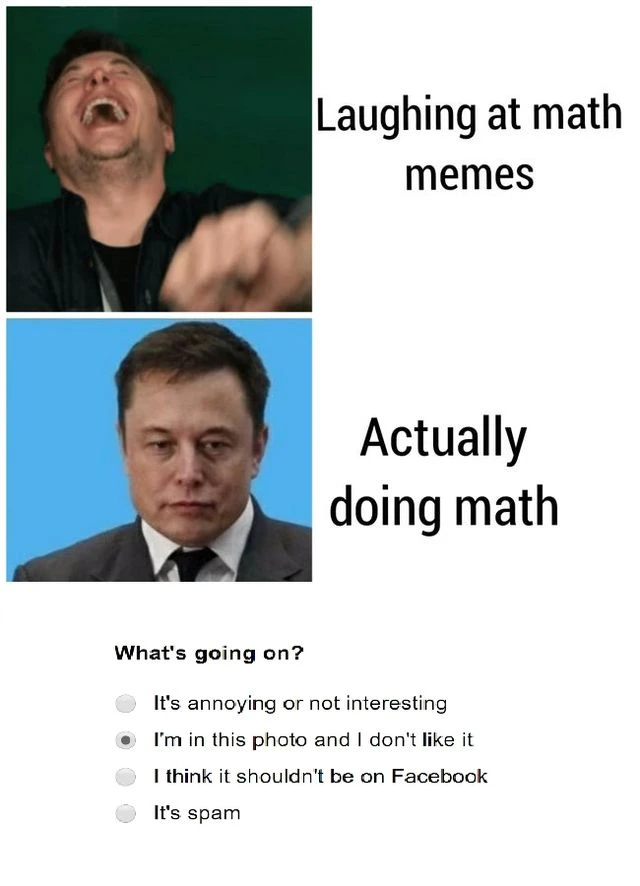 Laughing at math
memes
Actually
doing math
What's going on?
It's annoying or not interesting
I'm in this photo and I don't like it
I think it shouldn't be on Facebook
It's spam